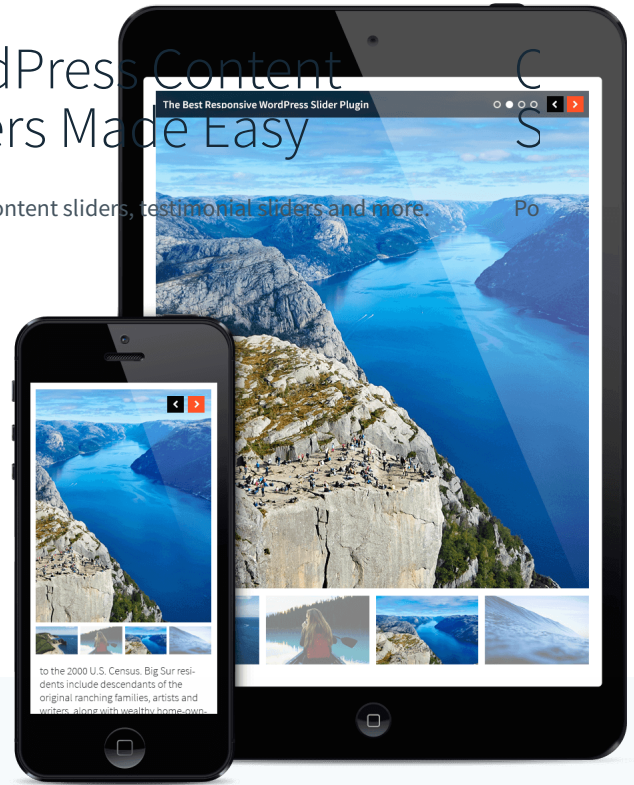 dPress Content
ers Made Easy
ontent sliders, testimonial sliders and more.
C
S
Po
The Best Responsive WordPress Slider Plugin
to the 2000 U.S. Census. Big Sur resi-
dents include descendants of the
original ranching families, artists and
writers, along with wealthy home-own-